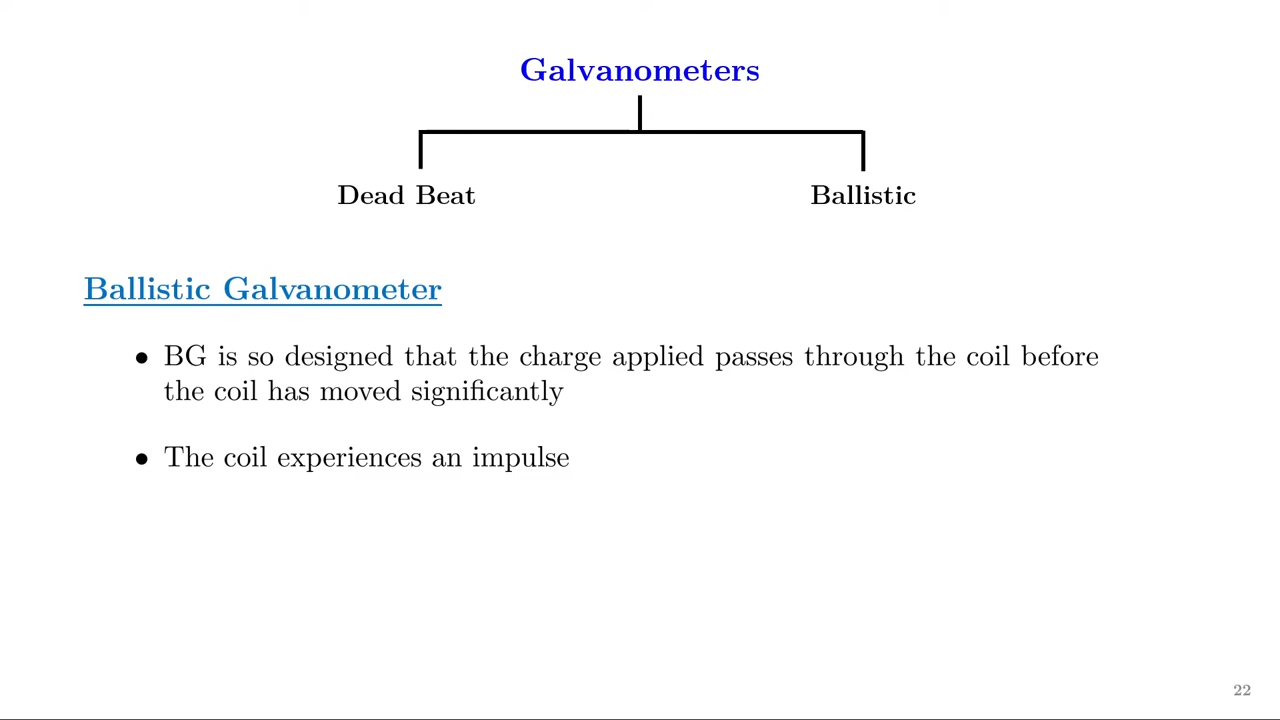 Galvanometers
Dead Beat
Ballistic
Ballistic Galvanometer
• BG is so designed that the charge applied passes through the coil before
the coil has moved significantly
• The coil experiences an impulse
22